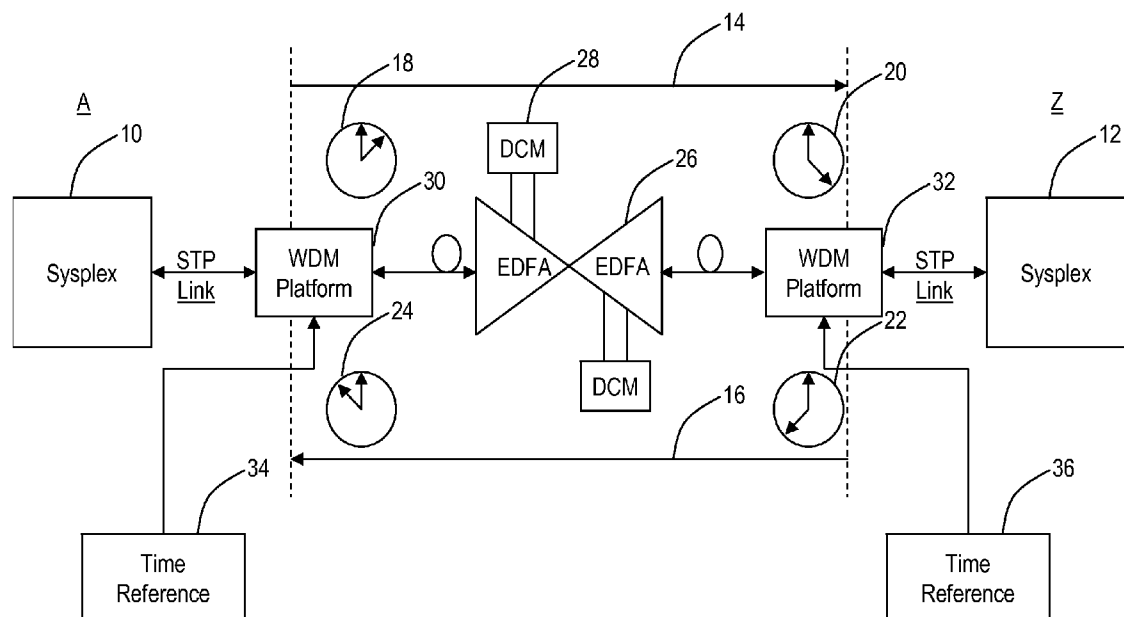 14
18
28
20
A
Z
10
DCM
26
12
30
32
Sysplex
STP
Link
WDM
Platform
EDFA
EDFA
WDM
Platform
STP
Link
Sysplex
24
22
DCM
16
34
36
Time
Reference
Time
Reference